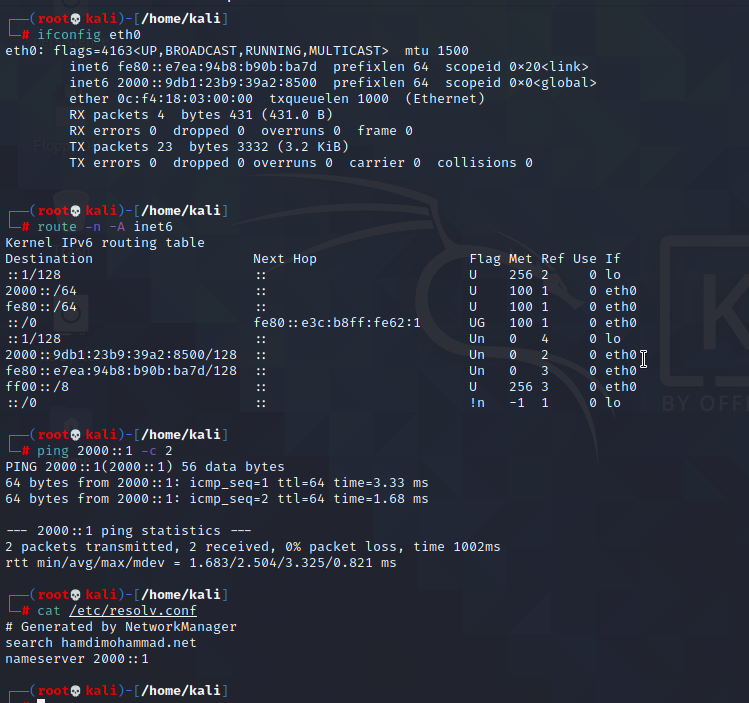 ┌──(root💀kali)-[/home/kali]
└─# ifconfig eth0
eth0: flags=4163<UP,BROADCAST,RUNNING,MULTICAST>  mtu 1500
        inet6 fe80::e7ea:94b8:b90b:ba7d  prefixlen 64  scopeid 0×20<link>
        inet6 2000::9db1:23b9:39a2:8500  prefixlen 64  scopeid 0×0<global>
        ether 0c:f4:18:03:00:00  txqueuelen 1000  (Ethernet)
        RX packets 4  bytes 431 (431.0 B)
        RX errors 0  dropped 0  overruns 0  frame 0
        TX packets 23  bytes 3332 (3.2 KiB)
        TX errors 0  dropped 0 overruns 0  carrier 0  collisions 0
┌──(root💀kali)-[/home/kali]
└─# route -n -A inet6
Kernel IPv6 routing table
Destination                    Next Hop                   Flag Met Ref Use If
::1/128                        ::                         U    256 2     0 lo
2000::/64                      ::                         U    100 1     0 eth0
fe80::/64                      ::                         U    100 1     0 eth0
::/0                           fe80::e3c:b8ff:fe62:1      UG   100 1     0 eth0
::1/128                        ::                         Un   0   4     0 lo
2000::9db1:23b9:39a2:8500/128  ::                         Un   0   2     0 eth0
fe80::e7ea:94b8:b90b:ba7d/128  ::                         Un   0   3     0 eth0
ff00::/8                       ::                         U    256 3     0 eth0
::/0                           ::                         !n   -1  1     0 lo
┌──(root💀kali)-[/home/kali]
└─# ping 2000::1 -c 2
PING 2000::1(2000::1) 56 data bytes
64 bytes from 2000::1: icmp_seq=1 ttl=64 time=3.33 ms
64 bytes from 2000::1: icmp_seq=2 ttl=64 time=1.68 ms
--- 2000::1 ping statistics ---
2 packets transmitted, 2 received, 0% packet loss, time 1002ms
rtt min/avg/max/mdev = 1.683/2.504/3.325/0.821 ms
┌──(root💀kali)-[/home/kali]
└─# cat /etc/resolv.conf
# Generated by NetworkManager
search hamdimohammad.net
nameserver 2000::1
┌──(root💀kali)-[/home/kali]
K
BY OFF